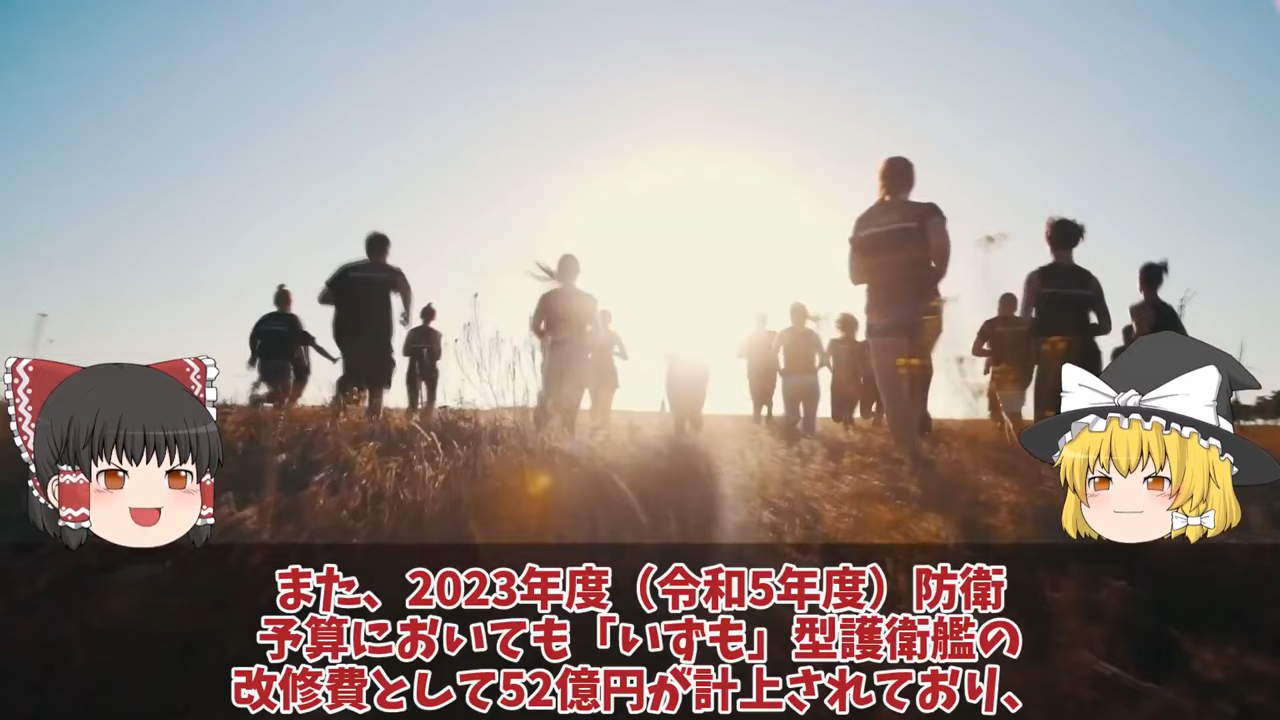 また、2023年度（令和5年度）防衛
予算においても「いずも」型護衛艦の
改修費として52億円が計上されており、